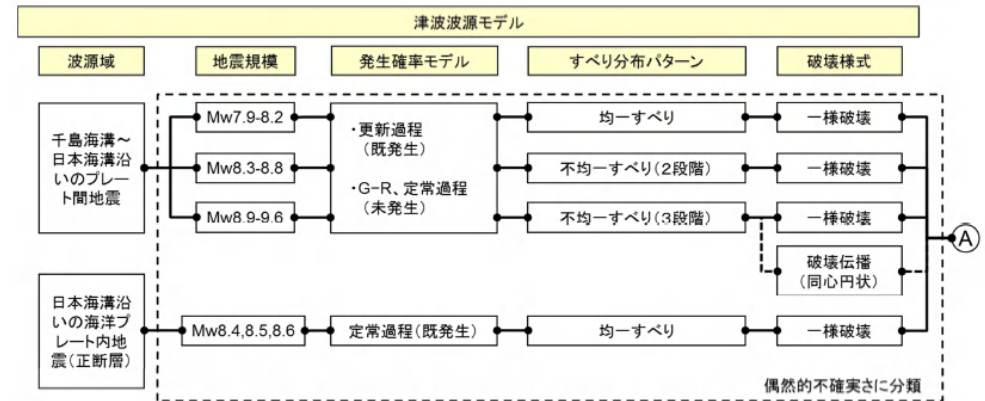 津波波源モデル
波源域
地震規模
発生確率モデル
すべり分布パターン
破壊様式
千島海溝～
日本海溝沿
いのプレー
ト間地震
Mw7.9-8.2
Mw8.3-8.8
Mw8.9-9.6
・更新過程
（既発生）
・G-R、定常過程
（未発生）
均一すべり
不均一すべり（２段階）
不均一すべり（３段階）
一様破壊
一様破壊
一様破壊
破壊伝播
（同心円状）
A
日本海溝沿
いの海洋プ
レート内地
震（正断層）
Mw8.4,8.5,8.6
定常過程（既発生）
均一すべり
一様破壊
偶然的不確実さに分類